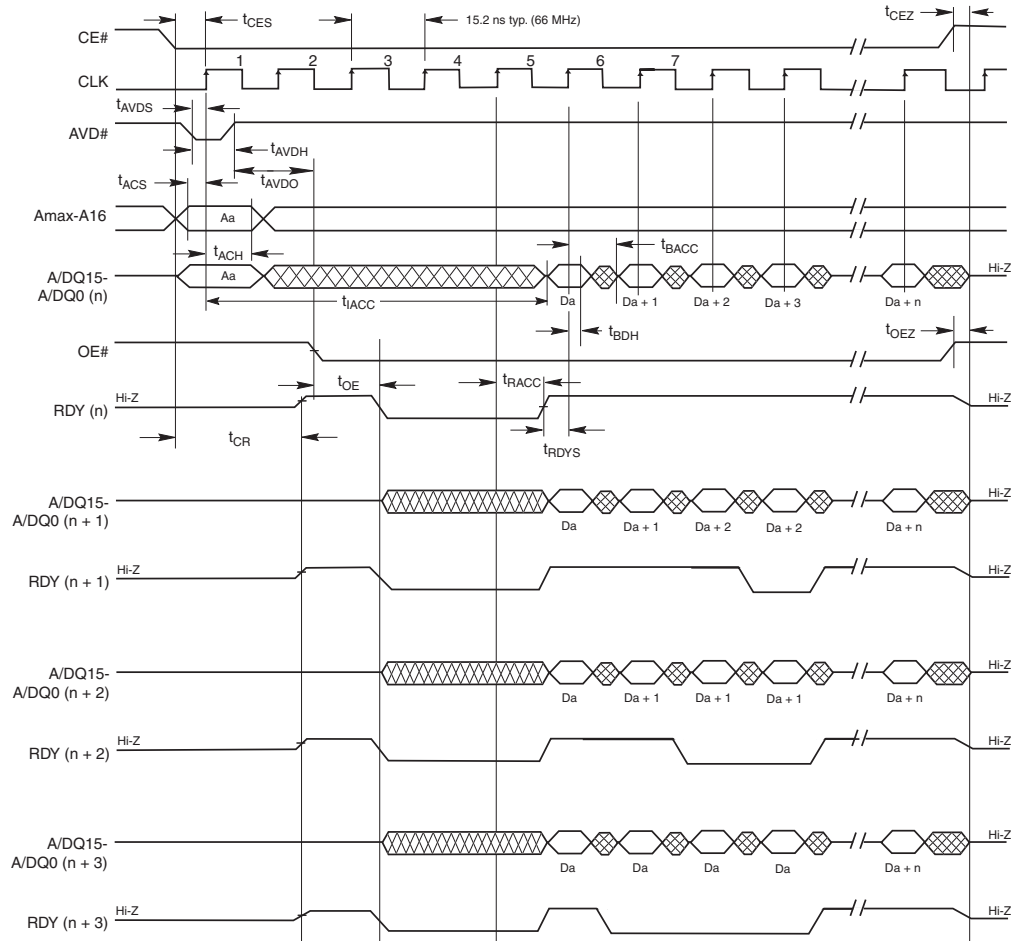 tCES
15.2 ns typ. (66 MHz)
tCEZ
CE#
1 2 3 4 5 6 7
CLK
tAVDS
AVD#
tAVDH
tACS
tAVDO
Amax-A16
Aa
tACH
tBACC
A/DQ15-
A/DQ0 (n)
Aa
Hi-Z
tIACC
Da
Da + 1
Da + 2
Da + 3
Da + n
tBDH
tOEZ
OE#
tOE
tRACC
RDY (n)
Hi-Z
Hi-Z
tCR
tRDYS
A/DQ15-
A/DQ0 (n + 1)
Hi-Z
Da
Da + 1
Da + 2
Da + 2
Da + n
RDY (n + 1)
Hi-Z
Hi-Z
A/DQ15-
A/DQ0 (n + 2)
Hi-Z
Da
Da + 1
Da + 1
Da + 1
Da + n
RDY (n + 2)
Hi-Z
Hi-Z
A/DQ15-
A/DQ0 (n + 3)
Hi-Z
Da
Da
Da
Da
Da + n
RDY (n + 3)
Hi-Z
Hi-Z